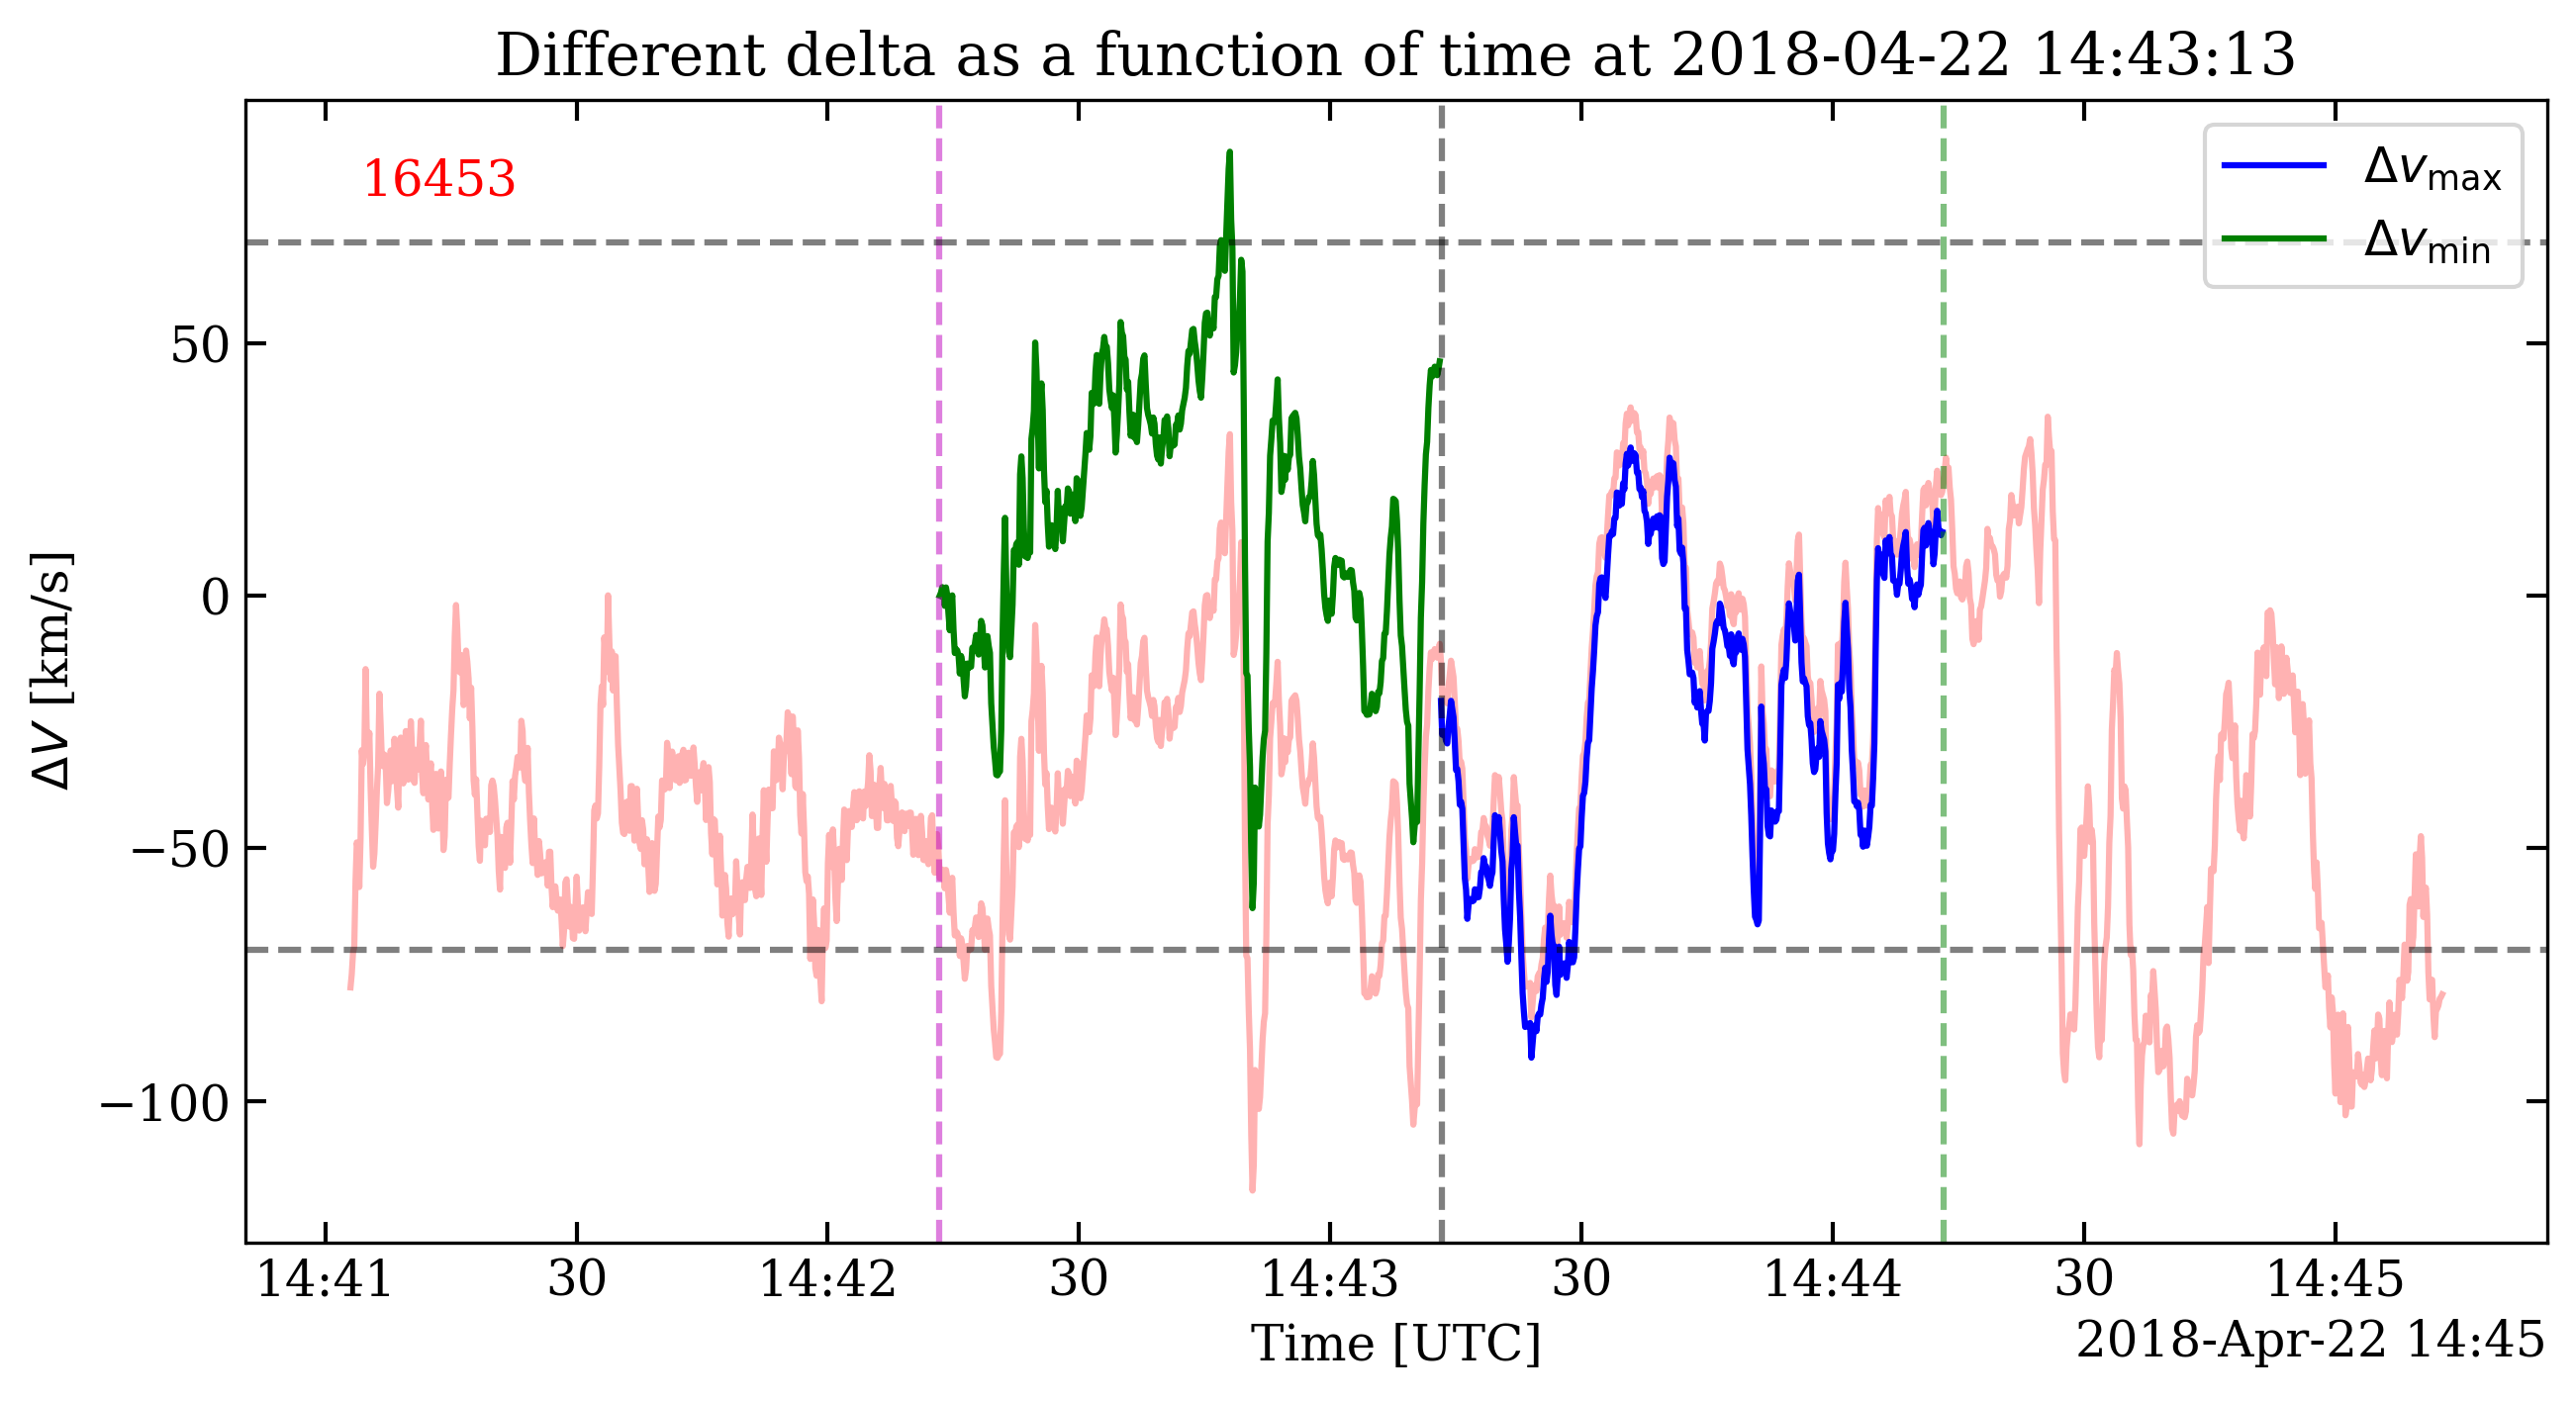 Different delta as a function of time at 2018-04-22 14:43:13
16453
Δv_max
Δv_min
ΔV [km/s]
50
0
−50
−100
14:41 30 14:42 30 14:43 30 14:44 30 14:45
Time [UTC]
2018-Apr-22 14:45